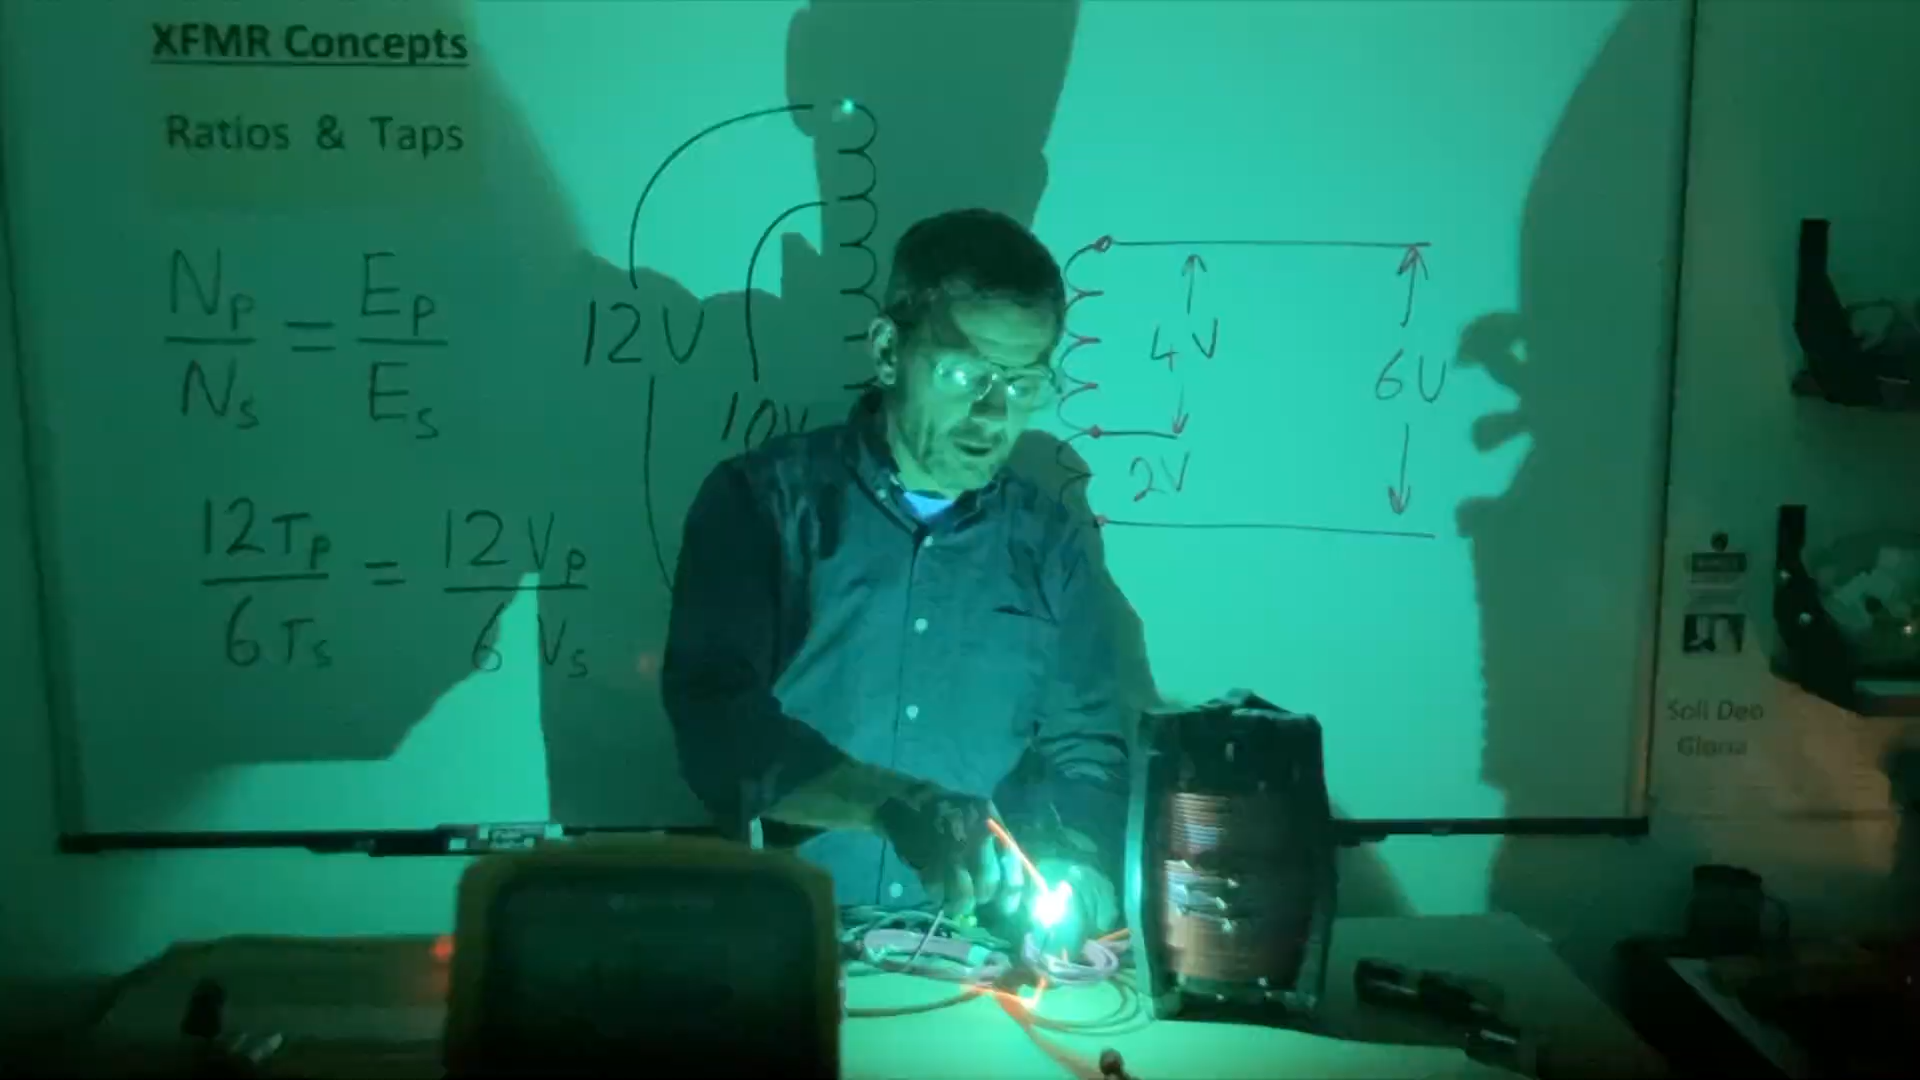 XFMR Concepts
Ratios & Taps
Np/Ns = Ep/Es
12Tp/6Ts = 12Vp/6Vs
12V
10V
4V
2V
6V
Soli Deo
Gloria